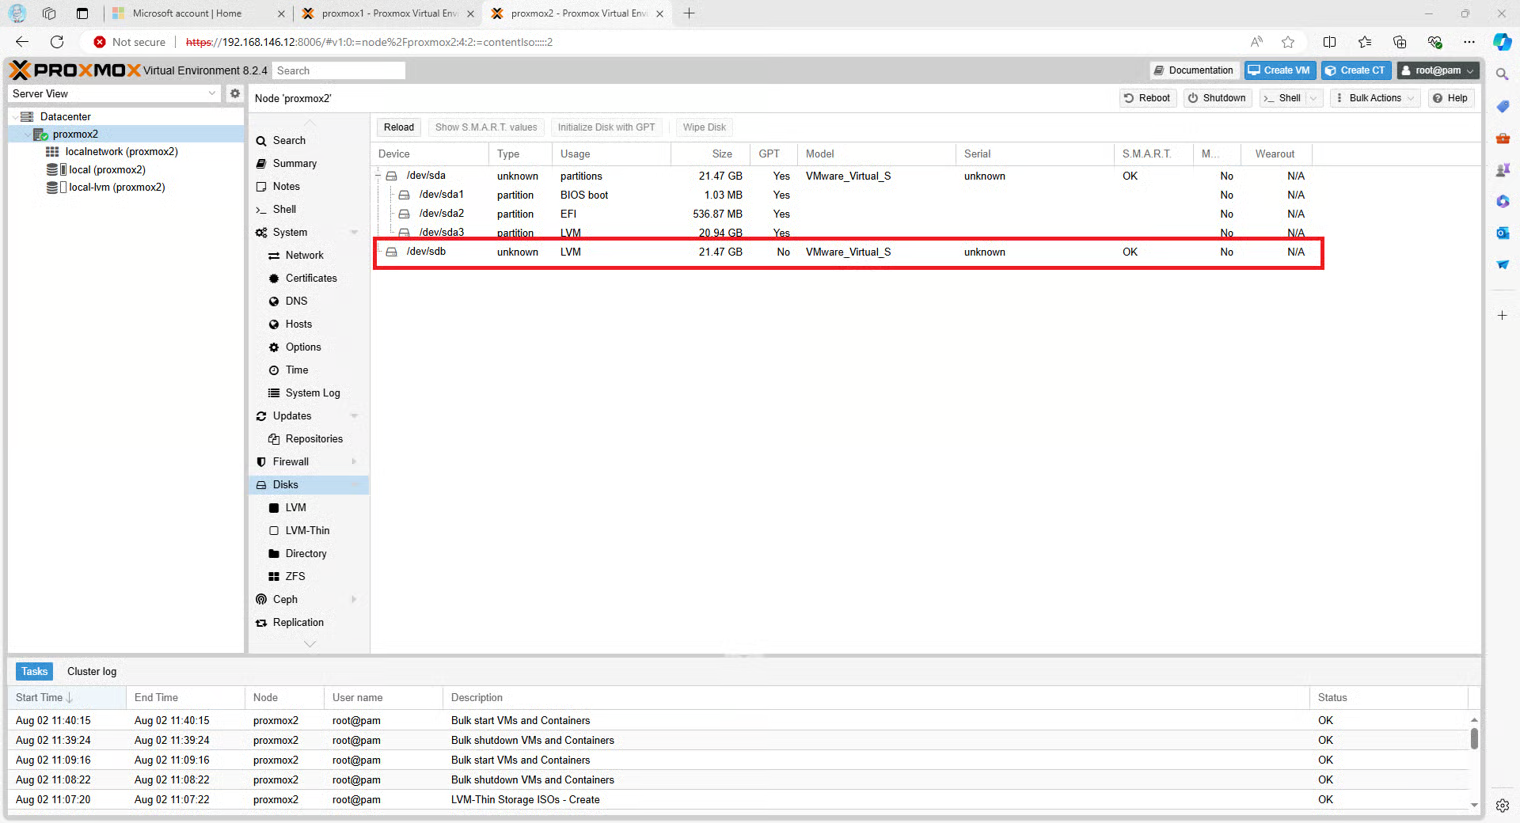 Microsoft account | Home
proxmox1 - Proxmox Virtual Envi
proxmox2 - Proxmox Virtual Envi
Not secure
https://192.168.146.12:8006/#v1:0:=node%2Fproxmox2:4:2:=contentIso:::::2
PROXMOX Virtual Environment 8.2.4 Search Documentation Create VM Create CT root@pam
Server View
Datacenter
proxmox2
localnetwork (proxmox2)
local (proxmox2)
local-lvm (proxmox2)
Node 'proxmox2' Reboot Shutdown >_ Shell Bulk Actions Help
Search
Summary
Notes
>_ Shell
System
Network
Certificates
DNS
Hosts
Options
Time
System Log
Updates
Repositories
Firewall
Disks
LVM
LVM-Thin
Directory
ZFS
Ceph
Replication
Reload Show S.M.A.R.T. values Initialize Disk with GPT Wipe Disk
Device Type Usage Size GPT Model Serial S.M.A.R.T. M... Wearout
/dev/sda unknown partitions 21.47 GB Yes VMware_Virtual_S unknown OK No N/A
/dev/sda1 partition BIOS boot 1.03 MB Yes No N/A
/dev/sda2 partition EFI 536.87 MB Yes No N/A
/dev/sda3 partition LVM 20.94 GB Yes No N/A
/dev/sdb unknown LVM 21.47 GB No VMware_Virtual_S unknown OK No N/A
Tasks Cluster log
Start Time End Time Node User name Description Status
Aug 02 11:40:15 Aug 02 11:40:15 proxmox2 root@pam Bulk start VMs and Containers OK
Aug 02 11:39:24 Aug 02 11:39:24 proxmox2 root@pam Bulk shutdown VMs and Containers OK
Aug 02 11:09:16 Aug 02 11:09:16 proxmox2 root@pam Bulk start VMs and Containers OK
Aug 02 11:08:22 Aug 02 11:08:22 proxmox2 root@pam Bulk shutdown VMs and Containers OK
Aug 02 11:07:20 Aug 02 11:07:22 proxmox2 root@pam LVM-Thin Storage ISOs - Create OK